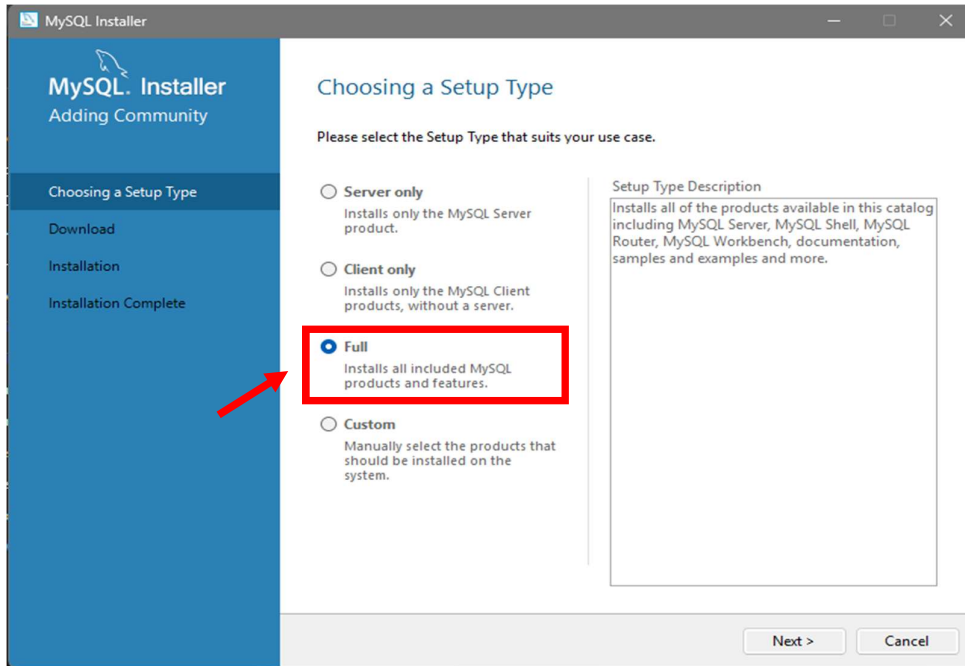 MySQL Installer
MySQL. Installer
Adding Community
Choosing a Setup Type
Download
Installation
Installation Complete
Choosing a Setup Type
Please select the Setup Type that suits your use case.
Server only
Installs only the MySQL Server
product.
Client only
Installs only the MySQL Client
products, without a server.
Full
Installs all included MySQL
products and features.
Custom
Manually select the products that
should be installed on the
system.
Setup Type Description
Installs all of the products available in this catalog
including MySQL Server, MySQL Shell, MySQL
Router, MySQL Workbench, documentation,
samples and examples and more.
Next >
Cancel